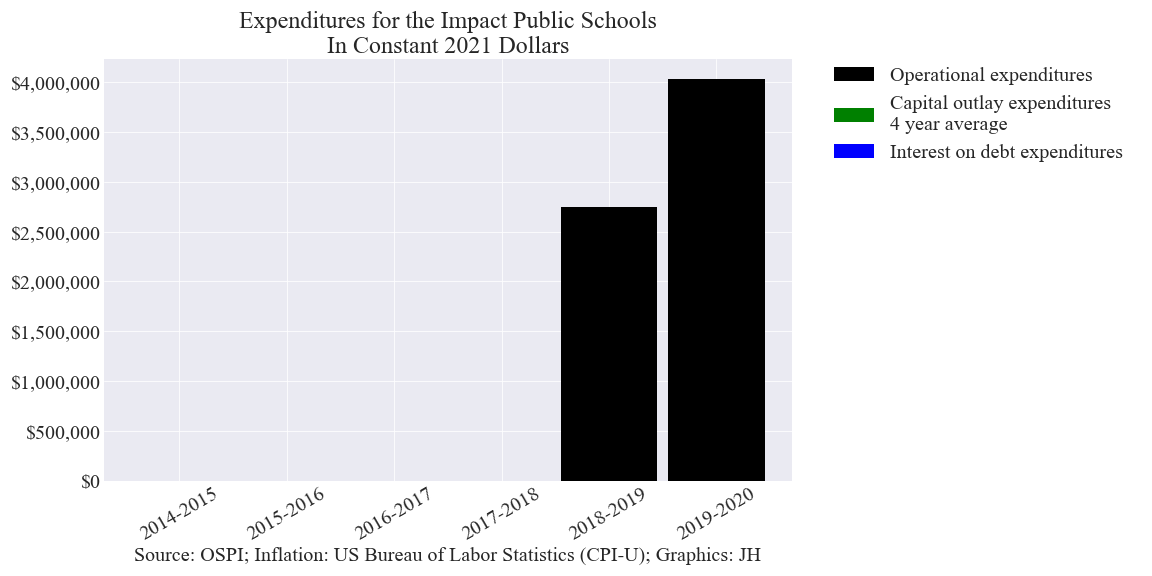 Expenditures for the Impact Public Schools
In Constant 2021 Dollars
$4,000,000
$3,500,000
$3,000,000
$2,500,000
$2,000,000
$1,500,000
$1,000,000
$500,000
$0
2014-2015
2015-2016
2016-2017
2017-2018
2018-2019
2019-2020
Source: OSPI; Inflation: US Bureau of Labor Statistics (CPI-U); Graphics: JH
Operational expenditures
Capital outlay expenditures
4 year average
Interest on debt expenditures